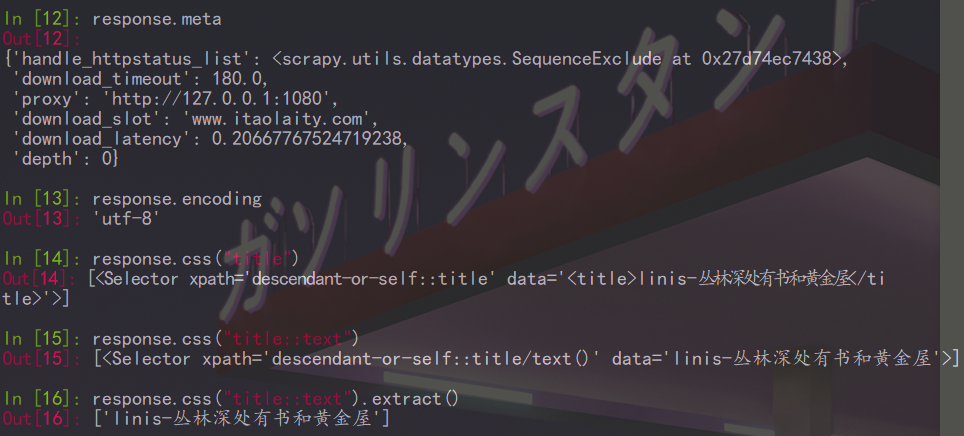 In [12]: response.meta
Out[12]:
{'handle_httpstatus_list': <scrapy.utils.datatypes.SequenceExclude at 0x27d74ec7438>,
 'download_timeout': 180.0,
 'proxy': 'http://127.0.0.1:1080',
 'download_slot': 'www.itaolaity.com',
 'download_latency': 0.20667767524719238,
 'depth': 0}
In [13]: response.encoding
Out[13]: 'utf-8'
In [14]: response.css("title")
Out[14]: [<Selector xpath='descendant-or-self::title' data='<title>linis-丛林深处有书和黄金屋</ti
tle>'>]
In [15]: response.css("title::text")
Out[15]: [<Selector xpath='descendant-or-self::title/text()' data='linis-丛林深处有书和黄金屋'>]
In [16]: response.css("title::text").extract()
Out[16]: ['linis-丛林深处有书和黄金屋']
ガソリンスタンド